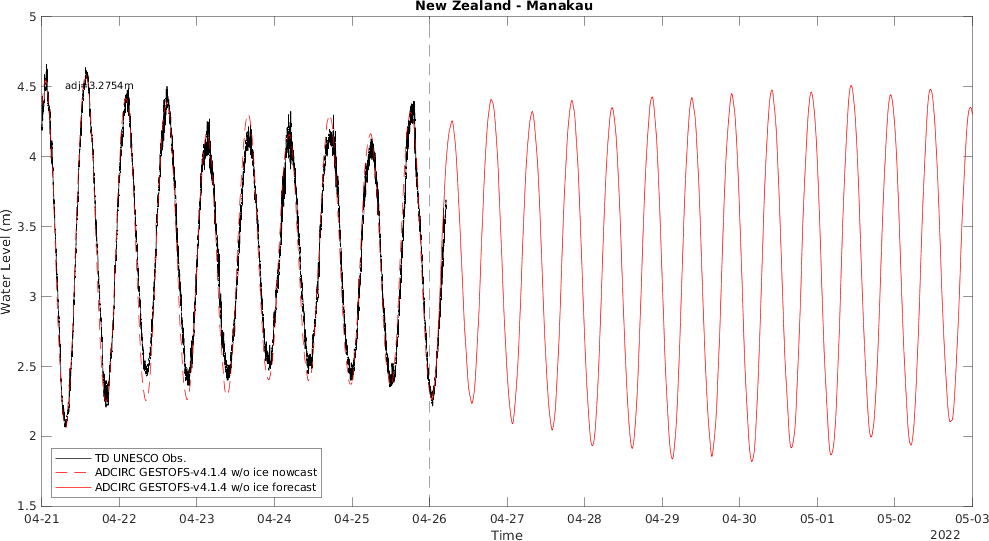 New Zealand - Manakau
5
4.5
4
3.5
3
2.5
2
1.5
Water Level (m)
adj=3.2754m
TD UNESCO Obs.
ADCIRC GESTOFS-v4.1.4 w/o ice nowcast
ADCIRC GESTOFS-v4.1.4 w/o ice forecast
04-21 04-22 04-23 04-24 04-25 04-26 04-27 04-28 04-29 04-30 05-01 05-02 05-03
Time
2022